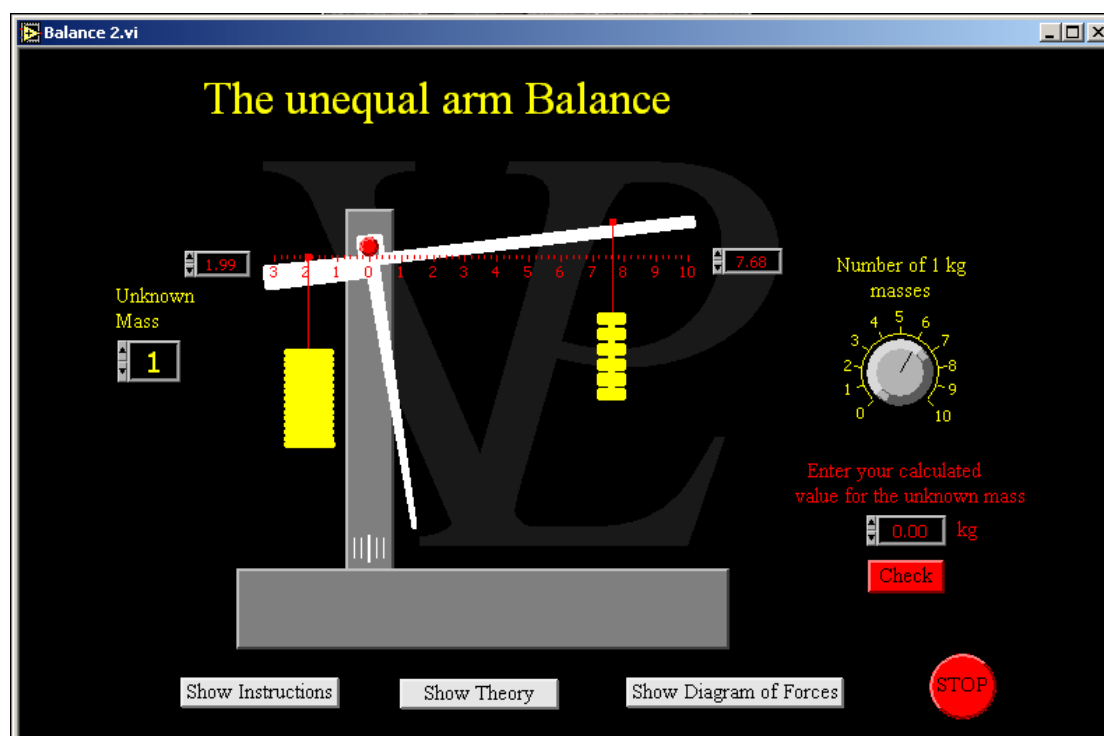 Balance 2.vi
The unequal arm Balance
1.99
3 2 1 0 1 2 3 4 5 6 7 8 9 10
7.68
Unknown
Mass
1
Number of 1 kg
masses
0 1 2 3 4 5 6 7 8 9 10
Enter your calculated
value for the unknown mass
0.00 kg
Check
Show Instructions
Show Theory
Show Diagram of Forces
STOP
VPL